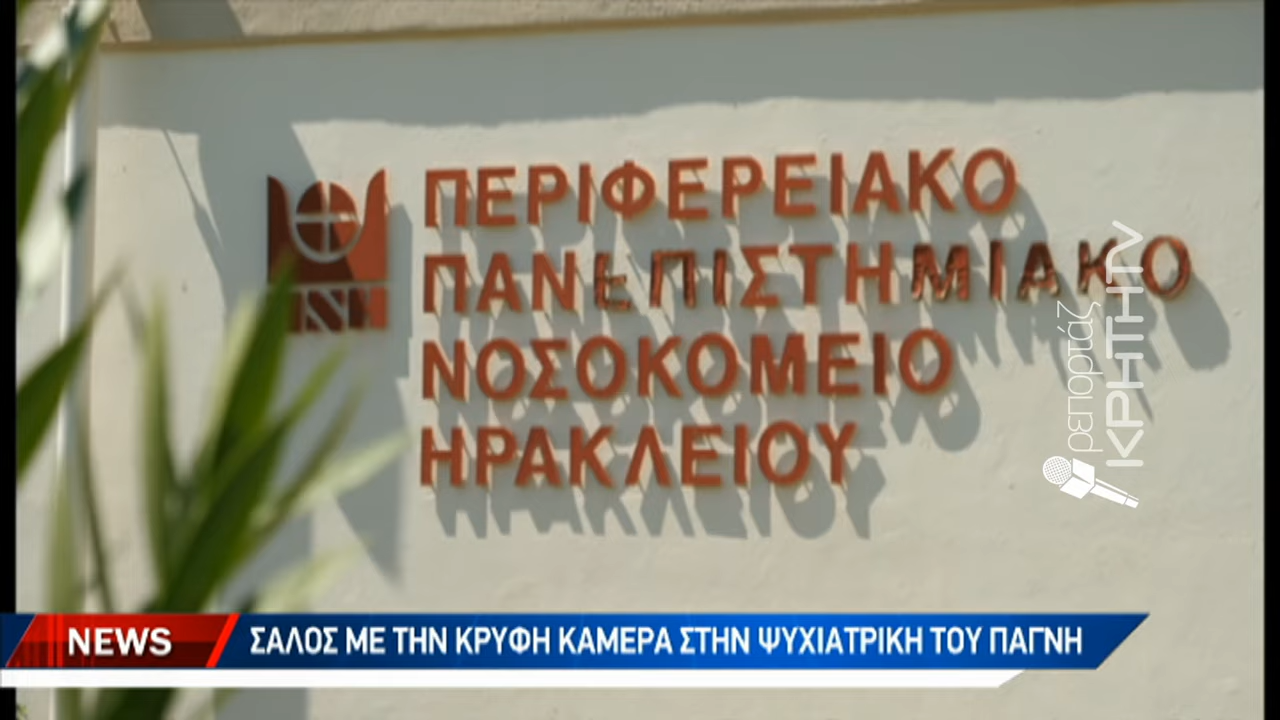 ΠΕΡΙΦΕΡΕΙΑΚΟ
ΠΑΝΕΠΙΣΤΗΜΙΑΚΟ
ΝΟΣΟΚΟΜΕΙΟ
ΗΡΑΚΛΕΙΟΥ
ρεπορτάζ
ΚΡΗΤΗTV
NEWS
ΣΑΛΟΣ ΜΕ ΤΗΝ ΚΡΥΦΗ ΚΑΜΕΡΑ ΣΤΗΝ ΨΥΧΙΑΤΡΙΚΗ ΤΟΥ ΠΑΓΝΗ